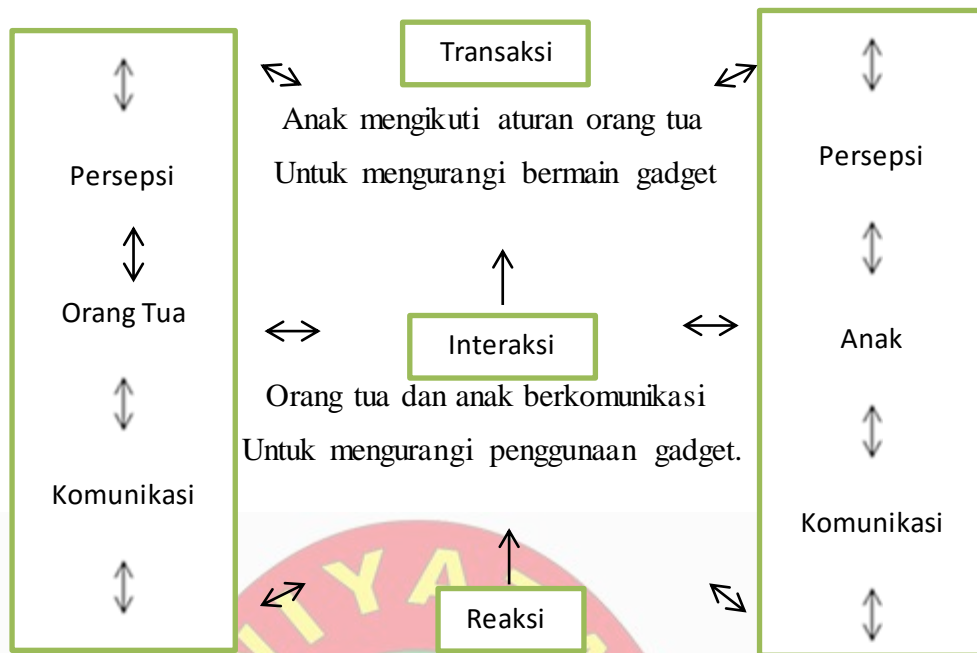 Transaksi
Anak mengikuti aturan orang tua
Untuk mengurangi bermain gadget
Persepsi
Orang Tua
Komunikasi
Interaksi
Orang tua dan anak berkomunikasi
Untuk mengurangi penggunaan gadget.
Reaksi
Persepsi
Anak
Komunikasi